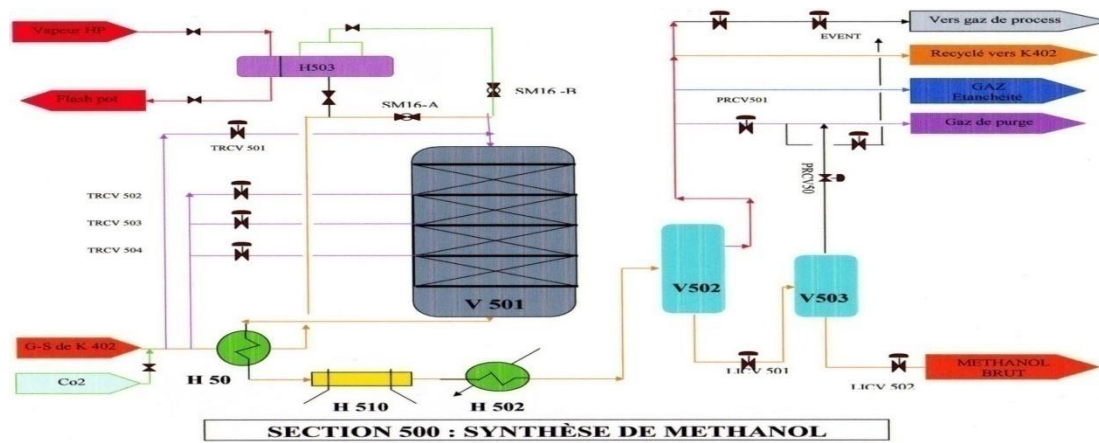 Vapeur HP
H503
Flash pot
SM16-A
SM16 -B
TRCV 501
TRCV 502
TRCV 503
TRCV 504
V 501
G-S de K 402
Co2
H 50
H 510
H 502
V502
V503
LICV 501
LICV 502
PRCV501
PRCV50
EVENT
Vers gaz de process
Recyclé vers K402
GAZ
Etanchéité
Gaz de purge
METHANOL
BRUT
SECTION 500 : SYNTHÈSE DE METHANOL